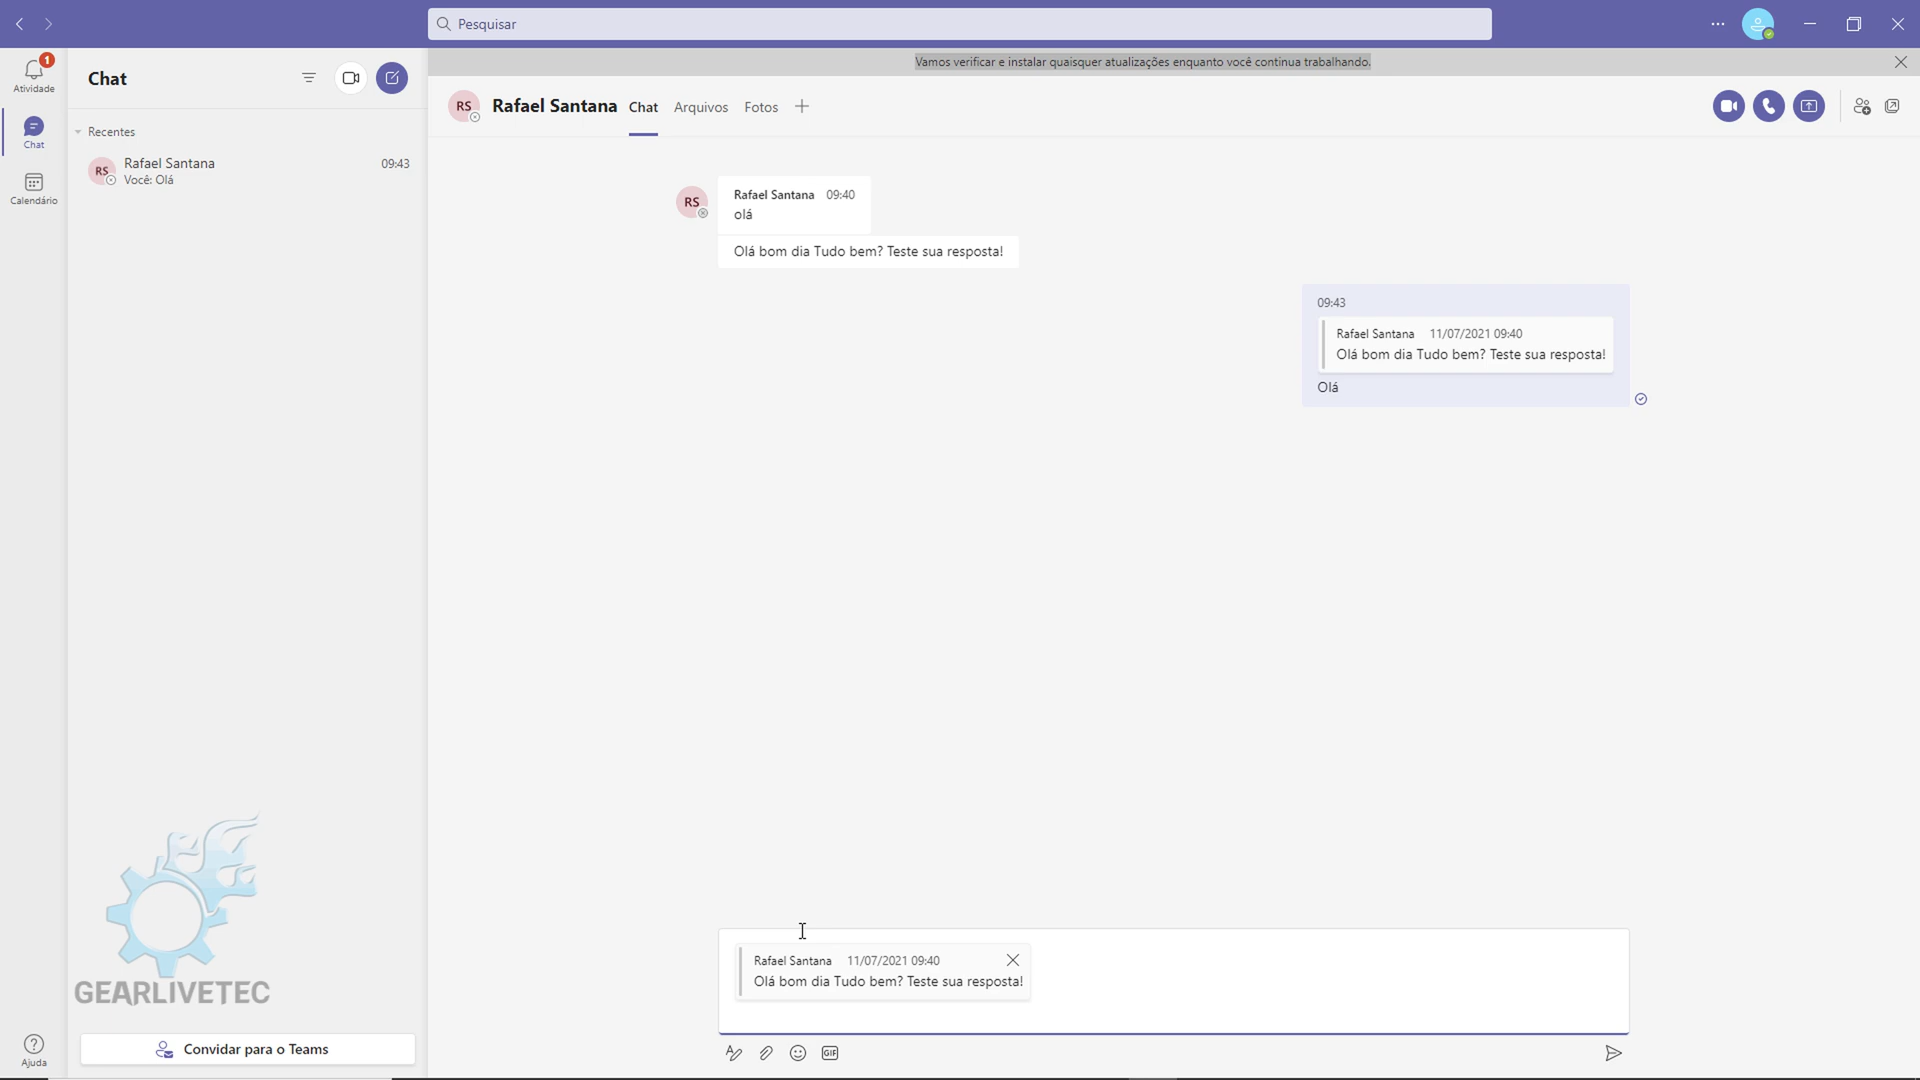 Pesquisar
Vamos verificar e instalar quaisquer atualizações enquanto você continua trabalhando.
1
Atividade
Chat
Calendário
Chat
Recentes
RS
Rafael Santana
09:43
Você: Olá
RS
Rafael Santana
Chat
Arquivos
Fotos
RS
Rafael Santana 09:40
olá
Olá bom dia Tudo bem? Teste sua resposta!
09:43
Rafael Santana 11/07/2021 09:40
Olá bom dia Tudo bem? Teste sua resposta!
Olá
Rafael Santana 11/07/2021 09:40
Olá bom dia Tudo bem? Teste sua resposta!
GIF
GEARLIVETEC
Convidar para o Teams
Ajuda